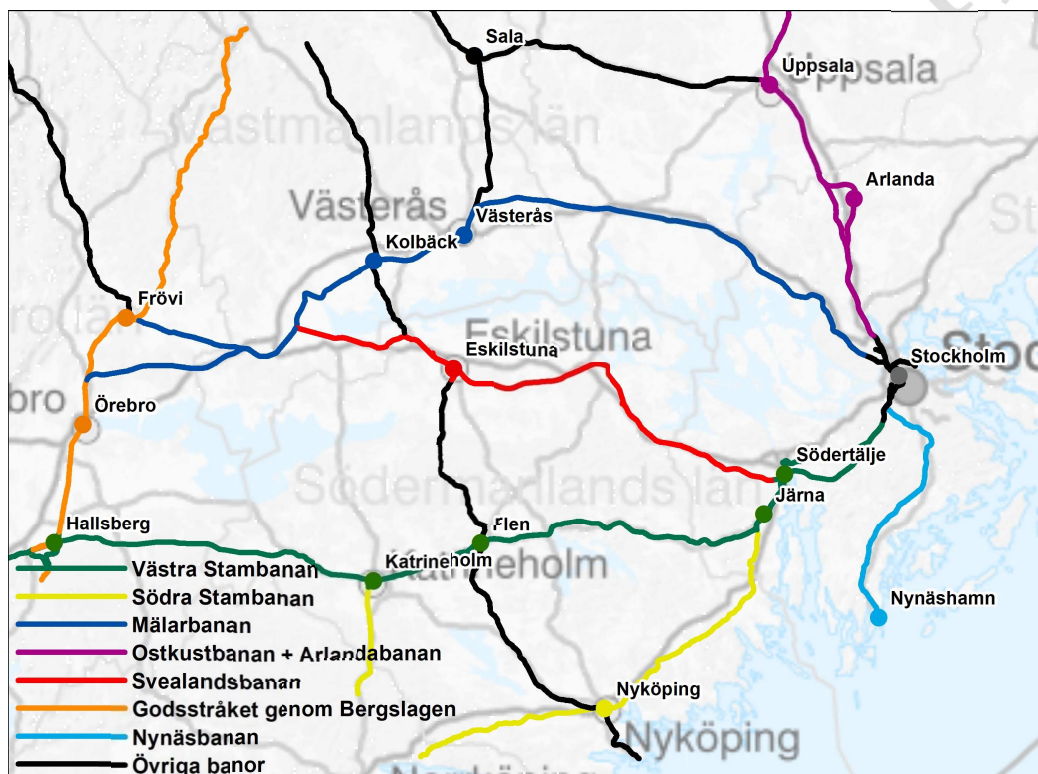 Sala
Uppsala
Uppsala
Västmanlands län
Arlanda
Västerås
Västerås
Kolbäck
Frövi
Eskilstuna
Eskilstuna
Stockholm
Örebro
Södertälje
Södermanlands län
Järna
Hallsberg
Flen
Katrineholm
Katrineholm
Nynäshamn
Nyköping
Nyköping
Västra Stambanan
Södra Stambanan
Mälarbanan
Ostkustbanan + Arlandabanan
Svealandsbanan
Godsstråket genom Bergslagen
Nynäsbanan
Övriga banor